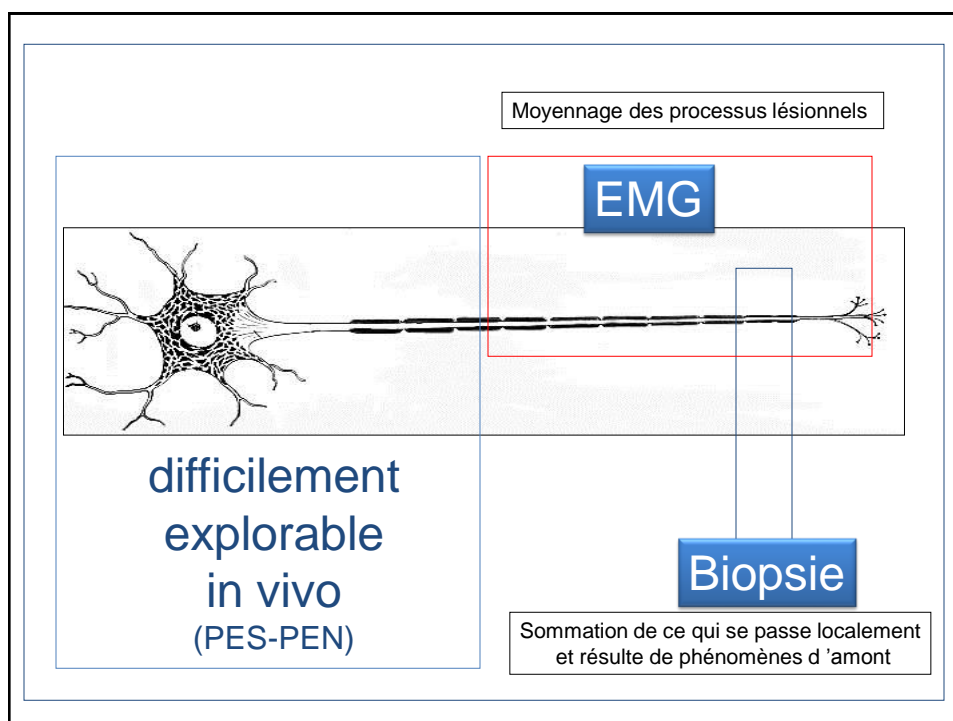 Moyennage des processus lésionnels
EMG
difficilement
explorable
in vivo
(PES-PEN)
Biopsie
Sommation de ce qui se passe localement
et résulte de phénomènes d ’amont